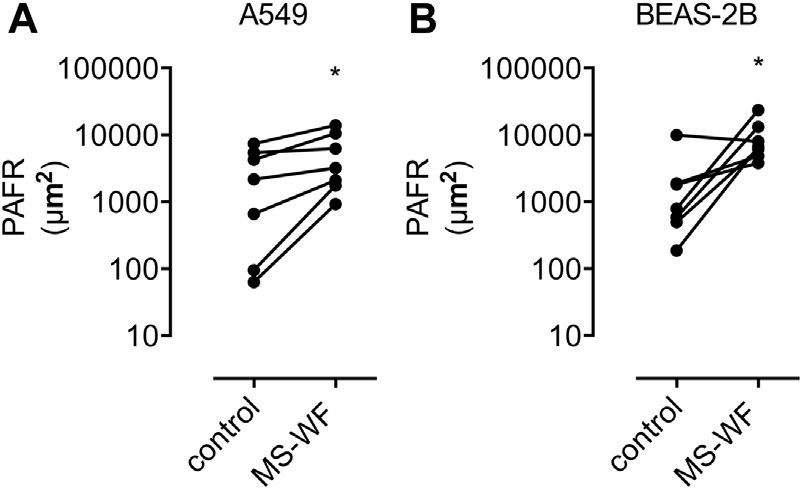 A
A549
*
100000
10000
1000
100
10
PAFR
(µm²)
control
MS-WF
B
BEAS-2B
*
100000
10000
1000
100
10
PAFR
(µm²)
control
MS-WF